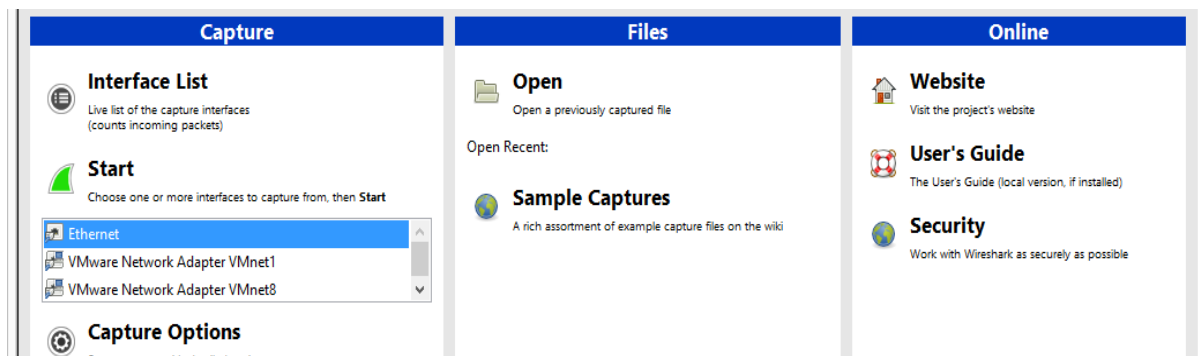 Capture
Interface List
Live list of the capture interfaces
(counts incoming packets)
Start
Choose one or more interfaces to capture from, then Start
Ethernet
VMware Network Adapter VMnet1
VMware Network Adapter VMnet8
Capture Options
Files
Open
Open a previously captured file
Open Recent:
Sample Captures
A rich assortment of example capture files on the wiki
Online
Website
Visit the project's website
User's Guide
The User's Guide (local version, if installed)
Security
Work with Wireshark as securely as possible